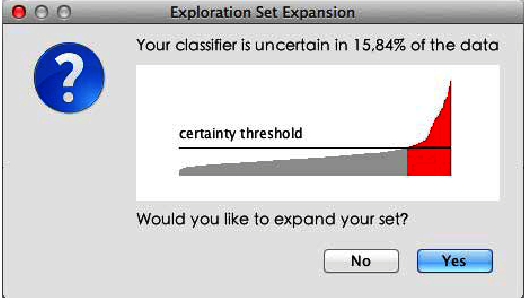 Exploration Set Expansion
Your classifier is uncertain in 15,84% of the data
certainty threshold
Would you like to expand your set?
No
Yes